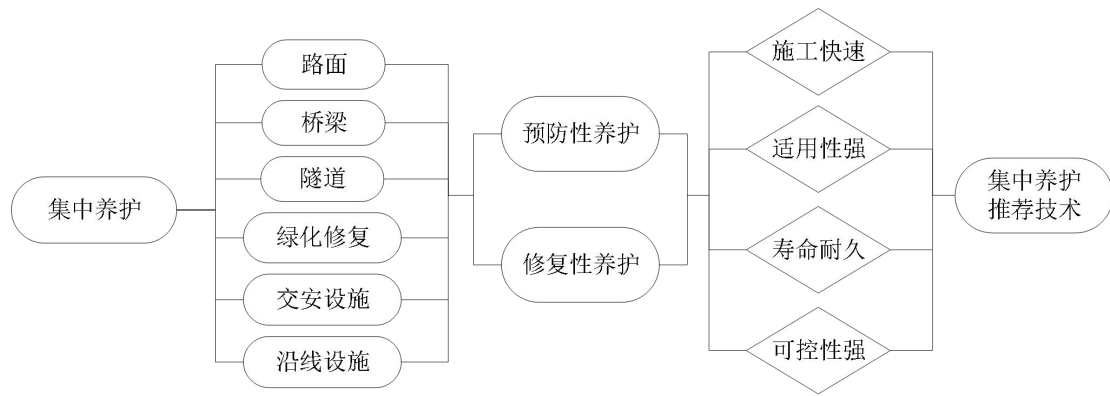 集中养护
路面
桥梁
隧道
绿化修复
交安设施
沿线设施
预防性养护
修复性养护
施工快速
适用性强
寿命耐久
可控性强
集中养护
推荐技术